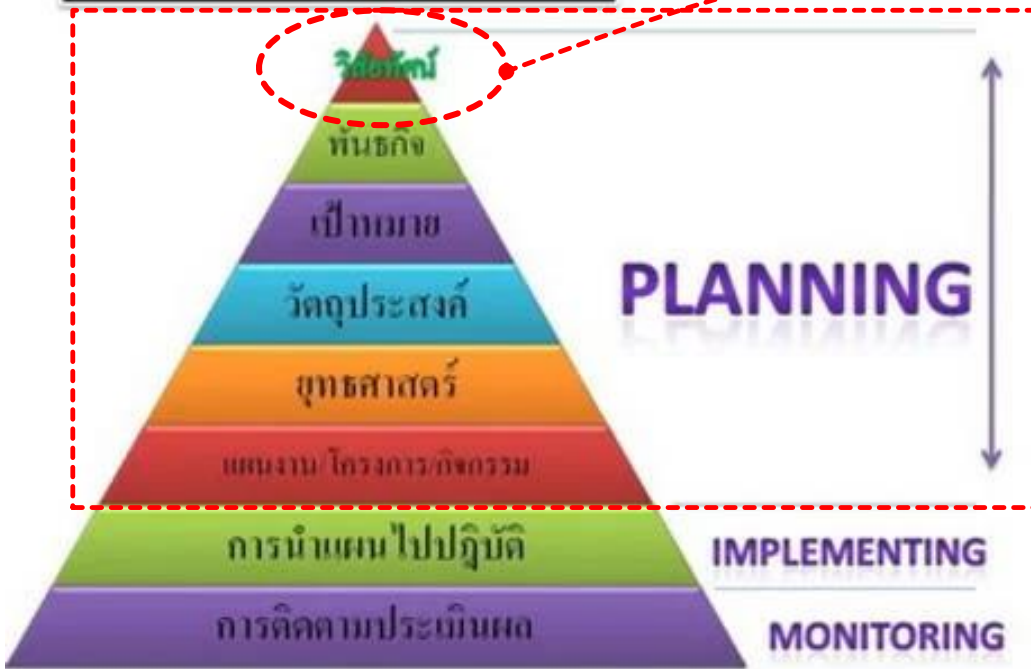 วิสัยทัศน์
พันธกิจ
เป้าหมาย
วัตถุประสงค์
PLANNING
ยุทธศาสตร์
แผนงาน/โครงการ/กิจกรรม
การนำแผนไปปฏิบัติ
IMPLEMENTING
การติดตามประเมินผล
MONITORING